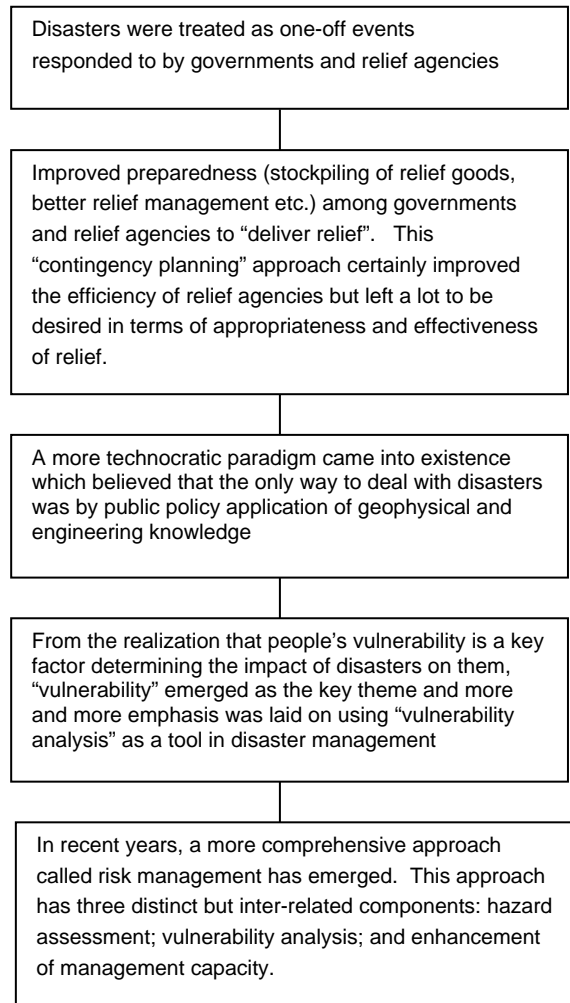 Disasters were treated as one-off events
responded to by governments and relief agencies
Improved preparedness (stockpiling of relief goods,
better relief management etc.) among governments
and relief agencies to “deliver relief”.   This
“contingency planning” approach certainly improved
the efficiency of relief agencies but left a lot to be
desired in terms of appropriateness and effectiveness
of relief.
A more technocratic paradigm came into existence
which believed that the only way to deal with disasters
was by public policy application of geophysical and
engineering knowledge
From the realization that people’s vulnerability is a key
factor determining the impact of disasters on them,
“vulnerability” emerged as the key theme and more
and more emphasis was laid on using “vulnerability
analysis” as a tool in disaster management
In recent years, a more comprehensive approach
called risk management has emerged.  This approach
has three distinct but inter-related components: hazard
assessment; vulnerability analysis; and enhancement
of management capacity.